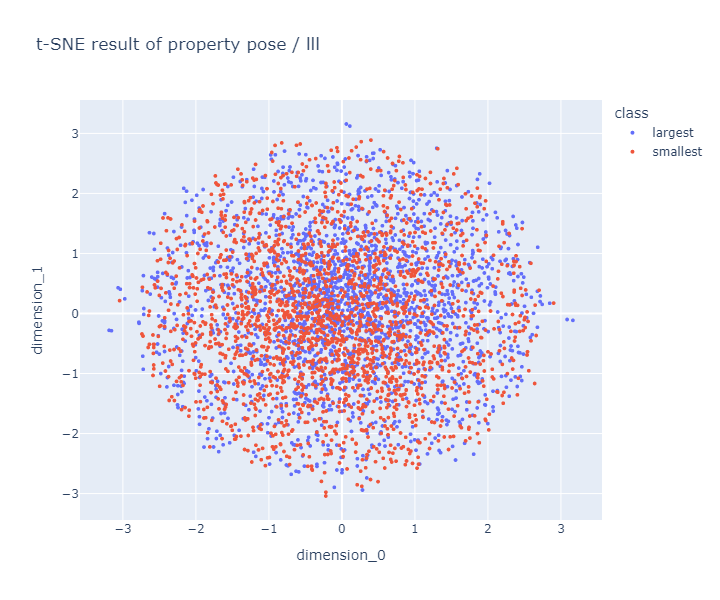 t-SNE result of property pose / lll
class
largest
smallest
3
2
1
0
−1
−2
−3
dimension_1
−3
−2
−1
0
1
2
3
dimension_0